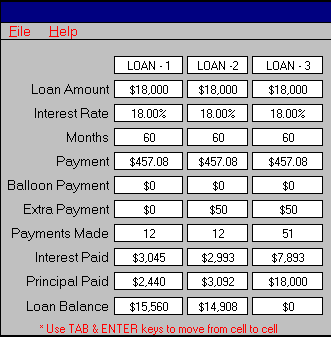 File Help
LOAN - 1 LOAN -2 LOAN - 3
Loan Amount $18,000 $18,000 $18,000
Interest Rate 18.00% 18.00% 18.00%
Months 60 60 60
Payment $457.08 $457.08 $457.08
Balloon Payment $0 $0 $0
Extra Payment $0 $50 $50
Payments Made 12 12 51
Interest Paid $3,045 $2,993 $7,893
Principal Paid $2,440 $3,092 $18,000
Loan Balance $15,560 $14,908 $0
* Use TAB & ENTER keys to move from cell to cell